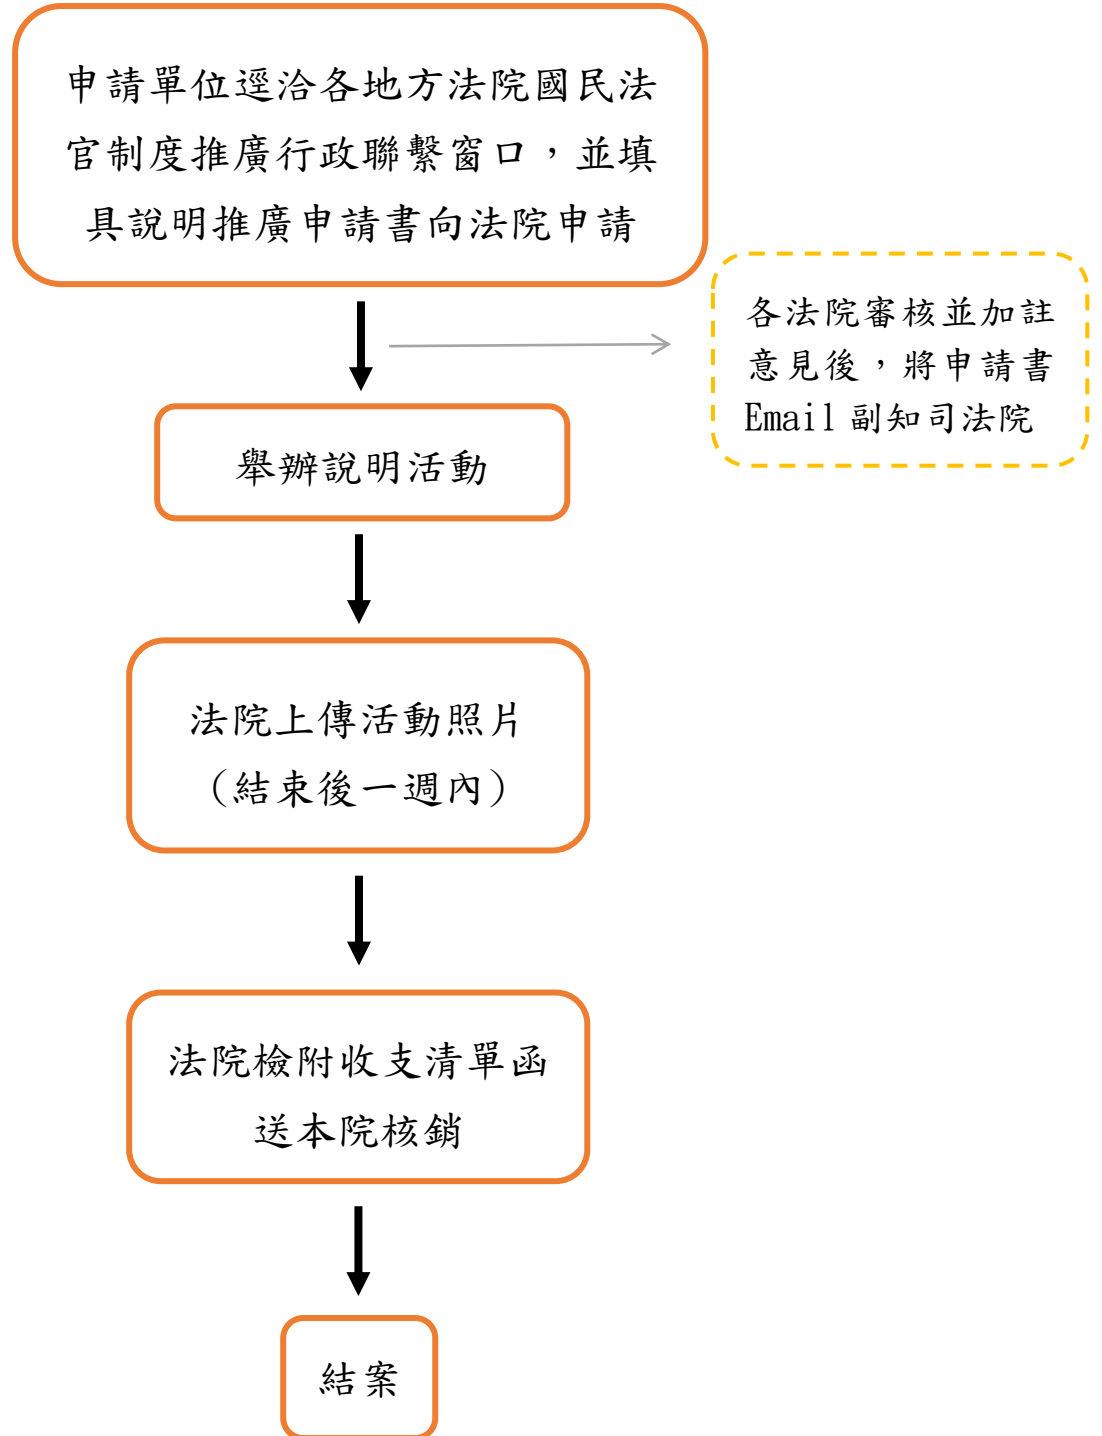 申請單位逕洽各地方法院國民法
官制度推廣行政聯繫窗口，並填
具說明推廣申請書向法院申請
各法院審核並加註
意見後，將申請書
Email 副知司法院
舉辦說明活動
法院上傳活動照片
（結束後一週內）
法院檢附收支清單函
送本院核銷
結案